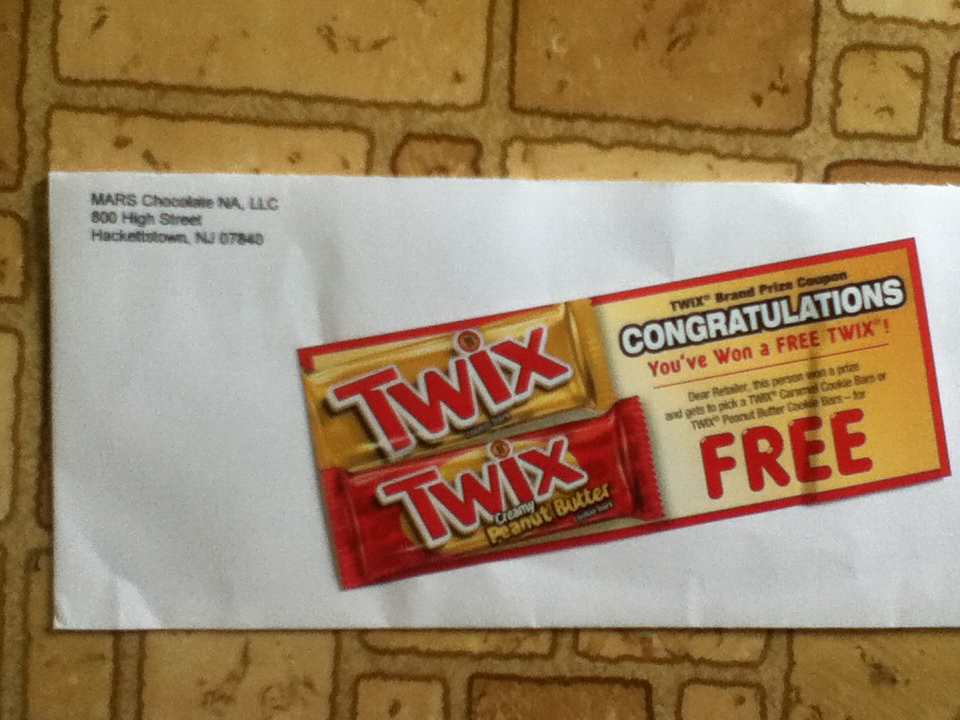 MARS Chocolate NA, LLC
800 High Street
Hackettstown, NJ 07840
TWIX® Brand Prize Coupon
CONGRATULATIONS
You've Won a FREE TWIX®!
Dear Retailer, this person won a prize
and gets to pick a TWIX® Caramel Cookie Bars or
TWIX® Peanut Butter Cookie Bars – for
FREE
TWIX
TWIX
Creamy
Peanut Butter
cookie bars